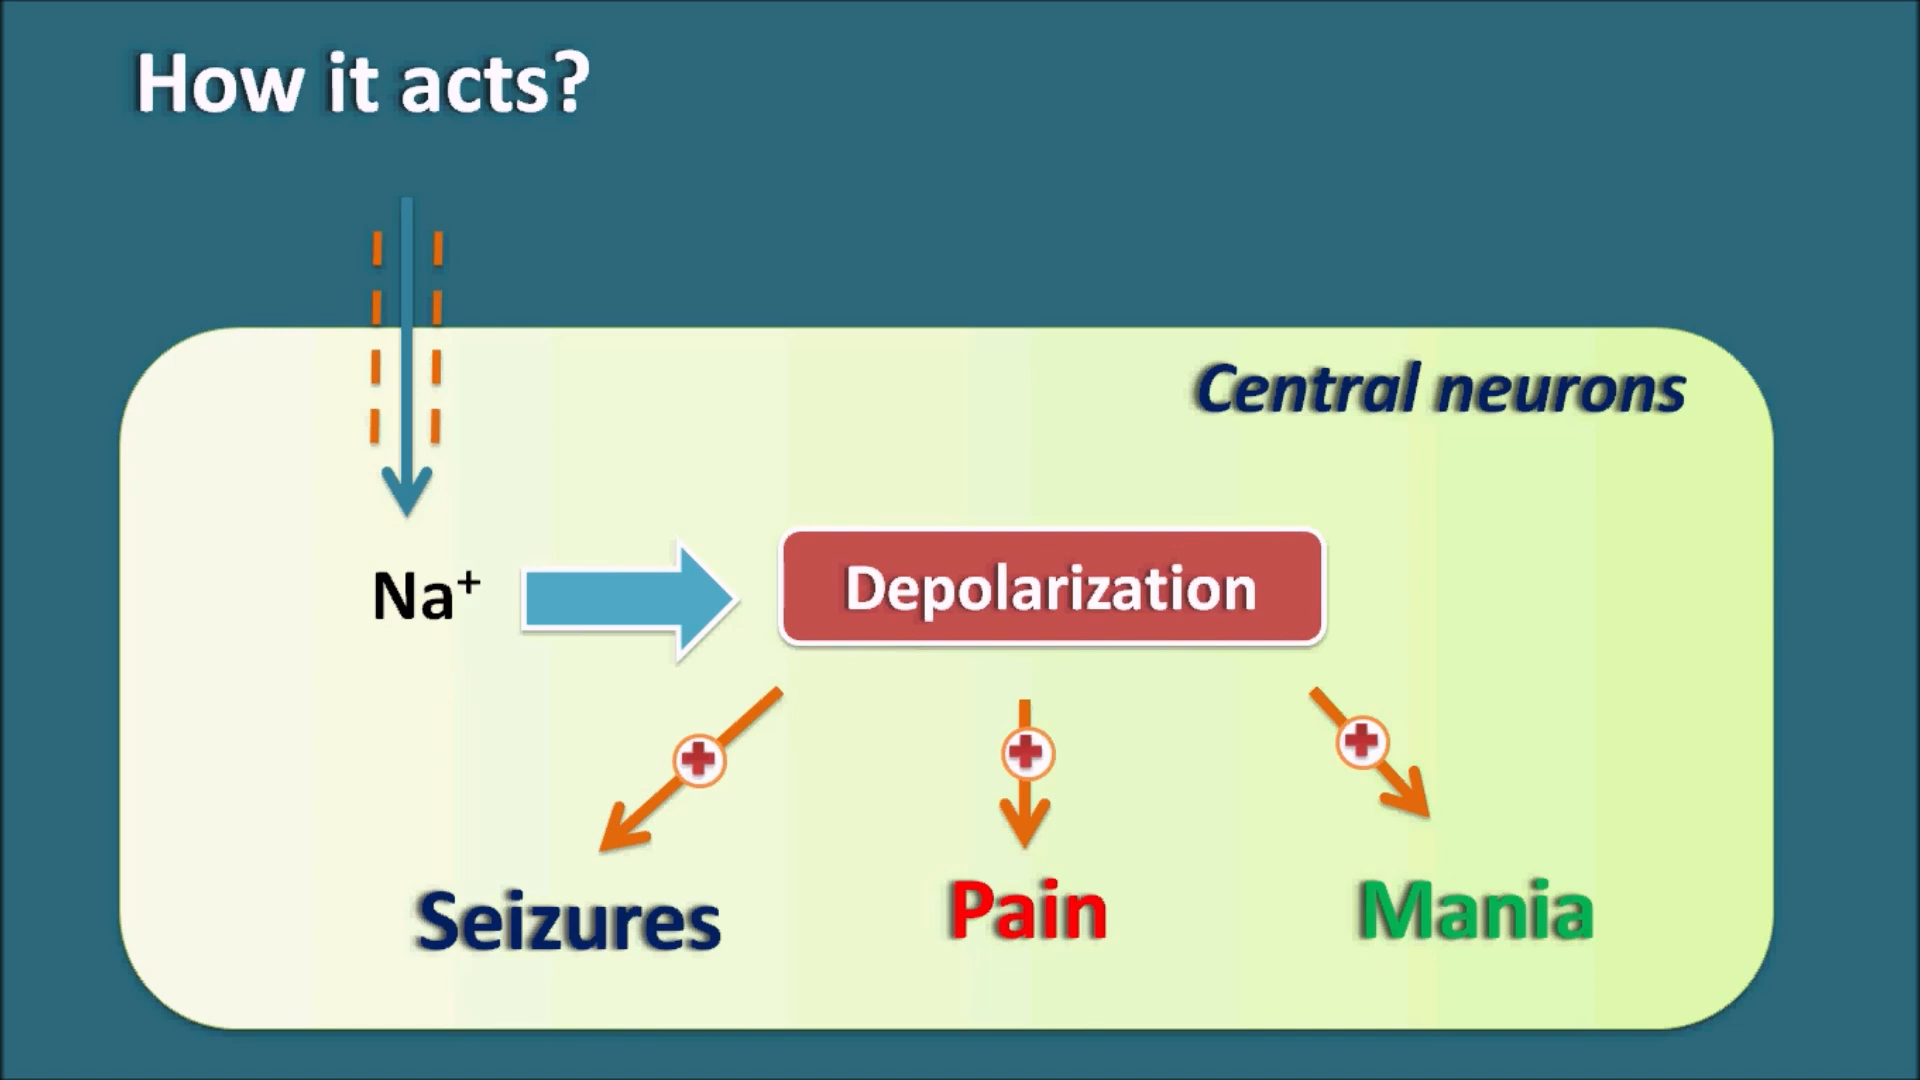 How it acts?
Central neurons
Na⁺
Depolarization
Seizures
Pain
Mania